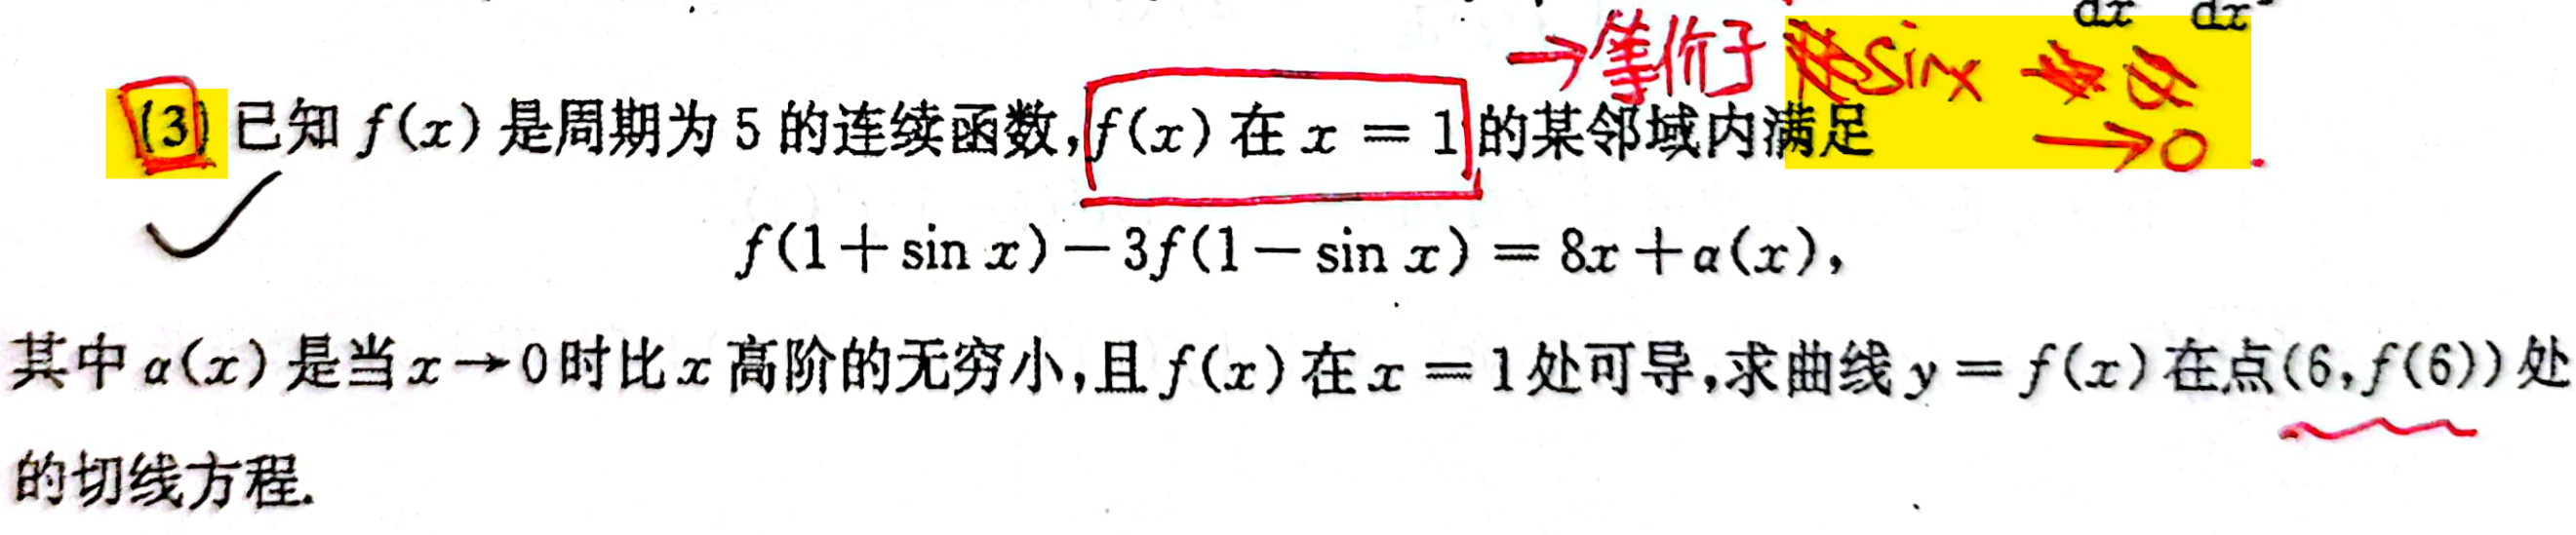 dx dx
→等价于 sinx
→0.
(3) 已知 f(x) 是周期为 5 的连续函数,f(x) 在 x = 1 的某邻域内满足
f(1+sin x)-3f(1-sin x) = 8x+α(x),
其中 α(x) 是当 x→0 时比 x 高阶的无穷小,且 f(x) 在 x = 1 处可导,求曲线 y = f(x) 在点(6,f(6)) 处
的切线方程.